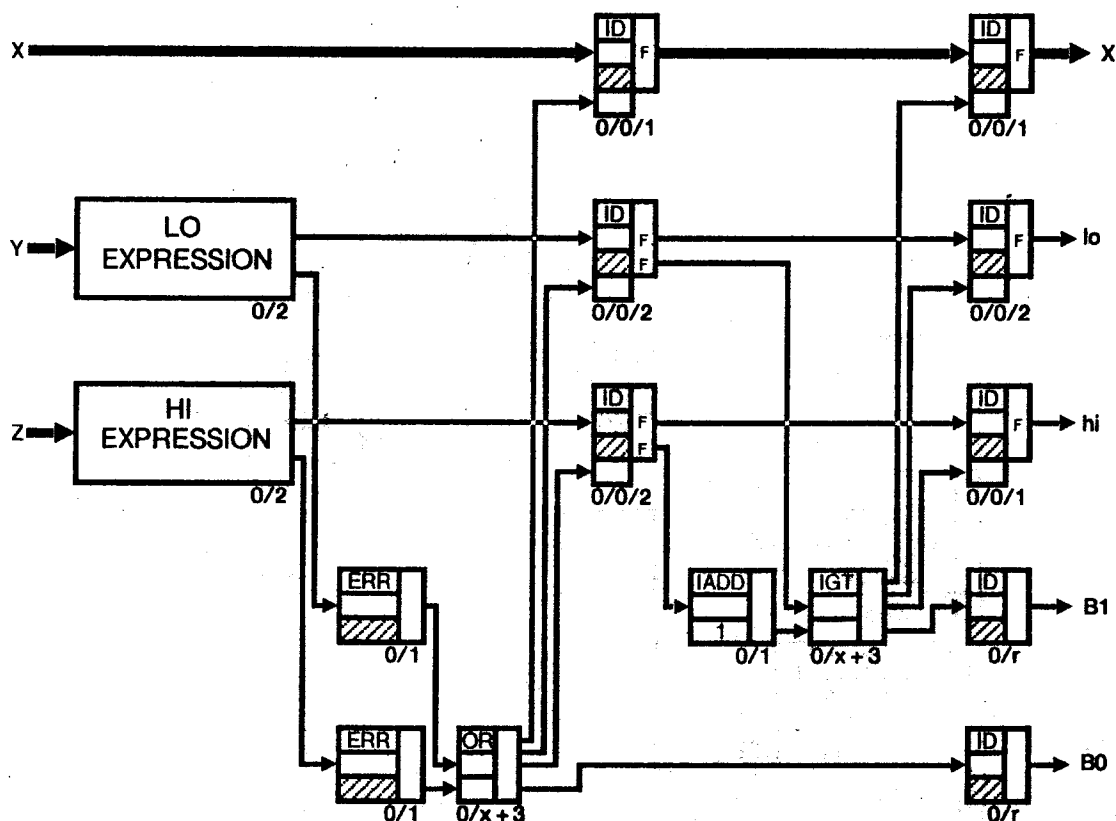 ID
ID
X
F
F
X
0/0/1
0/0/1
LO
EXPRESSION
ID
ID
Y
F
F
F
lo
0/2
0/0/2
0/0/2
HI
EXPRESSION
ID
ID
Z
F
F
F
hi
0/2
0/0/2
0/0/1
ERR
IADD
IGT
ID
1
B1
0/1
0/1
0/x + 3
0/r
ERR
OR
ID
B0
0/1
0/x + 3
0/r